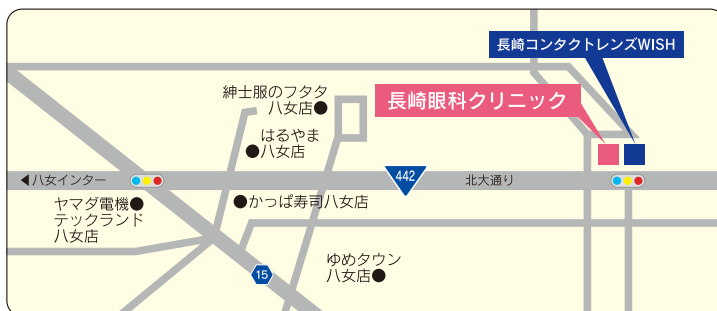 長崎コンタクトレンズWISH
紳士服のフタタ
八女店●
長崎眼科クリニック
はるやま
●八女店
◀八女インター
442
北大通り
ヤマダ電機●
テックランド
八女店
●かっぱ寿司八女店
ゆめタウン
八女店●
15